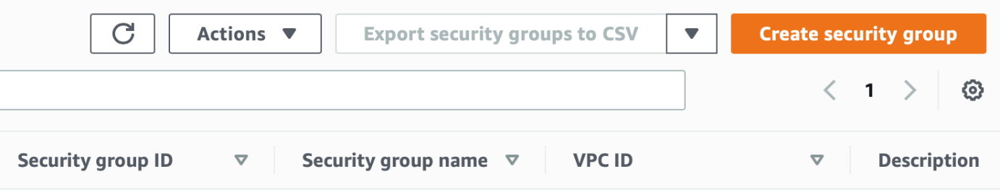 Actions Export security groups to CSV Create security group
1
Security group ID Security group name VPC ID Description